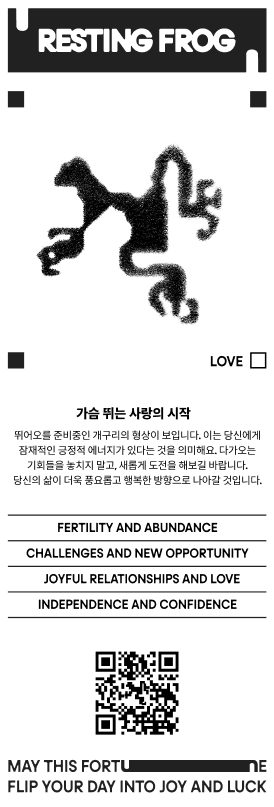 RESTING FROG
LOVE
가슴 뛰는 사랑의 시작
뛰어오를 준비중인 개구리의 형상이 보입니다. 이는 당신에게
잠재적인 긍정적 에너지가 있다는 것을 의미해요. 다가오는
기회들을 놓치지 말고, 새롭게 도전을 해보길 바랍니다.
당신의 삶이 더욱 풍요롭고 행복한 방향으로 나아갈 것입니다.
FERTILITY AND ABUNDANCE
CHALLENGES AND NEW OPPORTUNITY
JOYFUL RELATIONSHIPS AND LOVE
INDEPENDENCE AND CONFIDENCE
MAY THIS FORTUNE
FLIP YOUR DAY INTO JOY AND LUCK